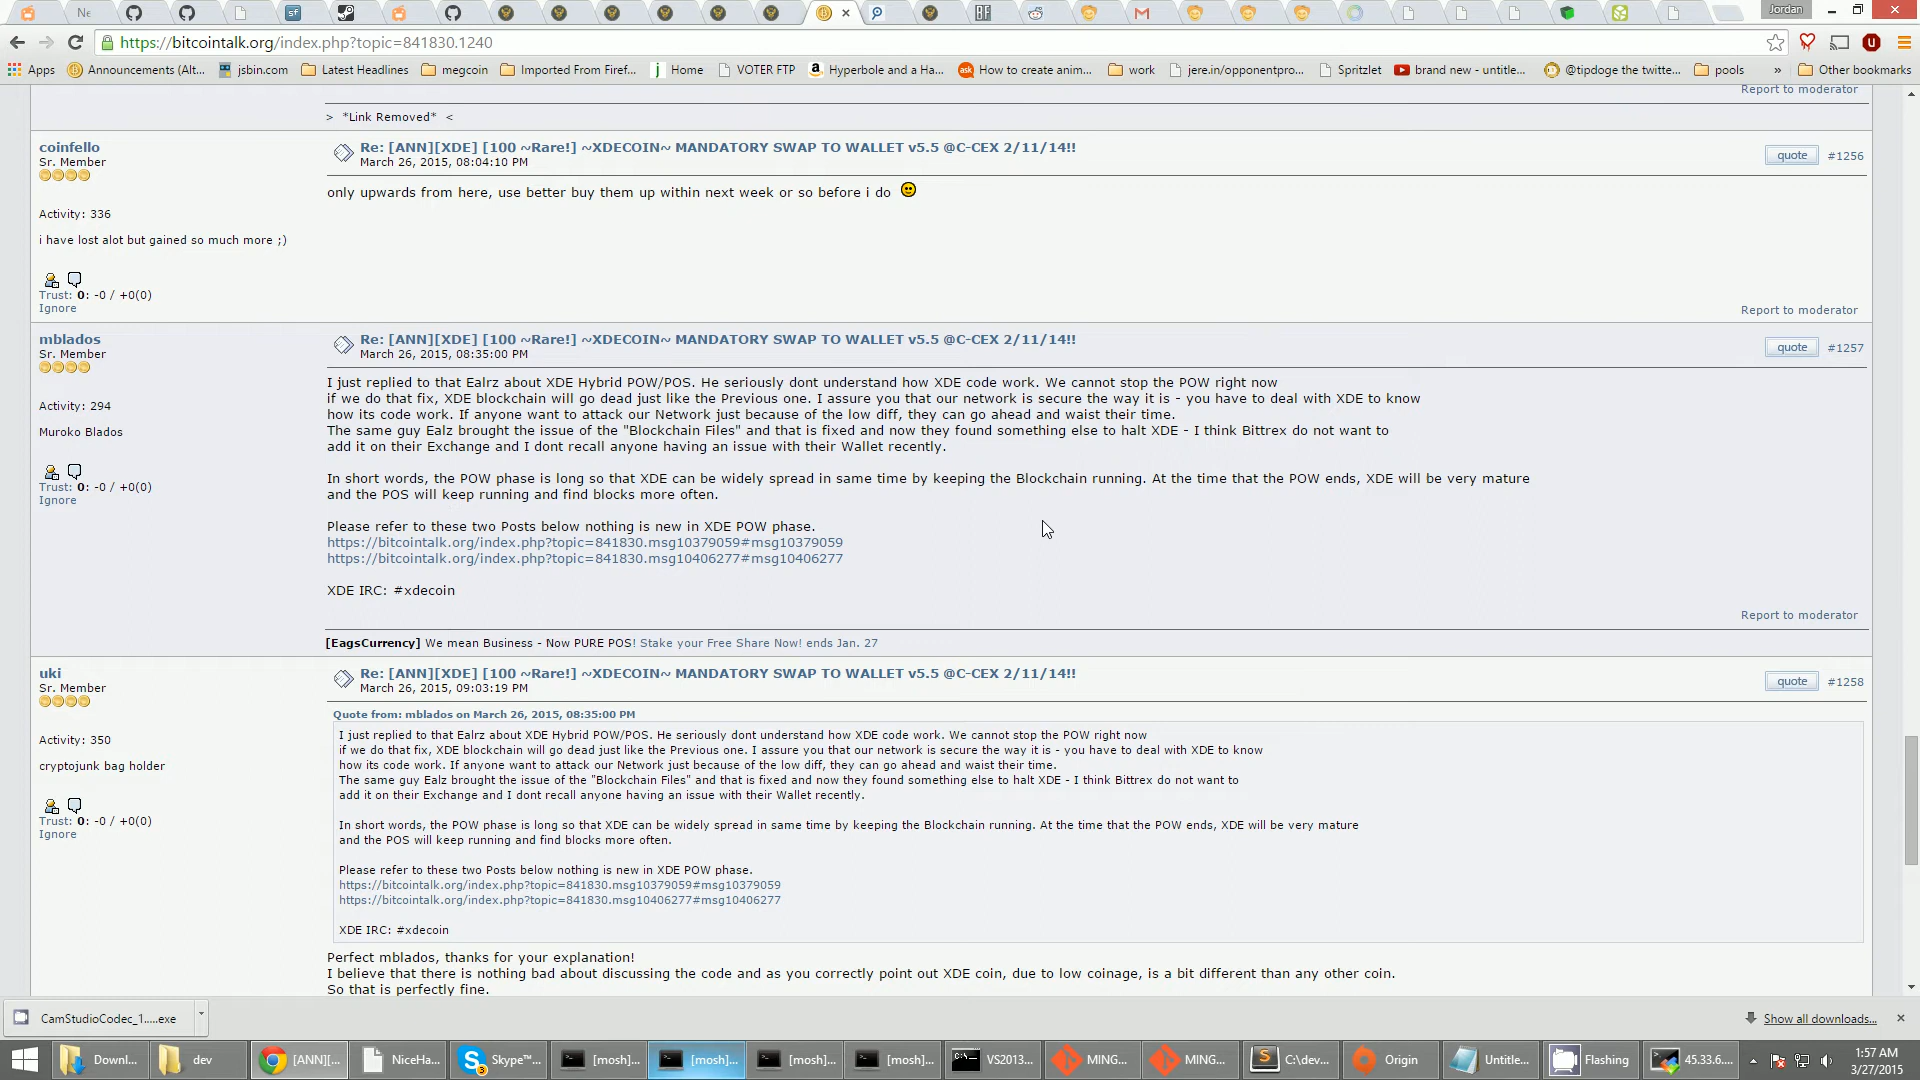 Ne
Jordan
https://bitcointalk.org/index.php?topic=841830.1240
Apps
Announcements (Alt...
jsbin.com
Latest Headlines
megcoin
Imported From Firef...
Home
VOTER FTP
Hyperbole and a Ha...
How to create anim...
work
jere.in/opponentpro...
Spritzlet
brand new - untitle...
@tipdoge the twitte...
pools
»
Other bookmarks
Report to moderator
> *Link Removed* <
coinfello
Sr. Member
Activity: 336
i have lost alot but gained so much more ;)
Trust: 0: -0 / +0(0)
Ignore
Re: [ANN][XDE] [100 ~Rare!] ~XDECOIN~ MANDATORY SWAP TO WALLET v5.5 @C-CEX 2/11/14!!
March 26, 2015, 08:04:10 PM
quote
#1256
only upwards from here, use better buy them up within next week or so before i do
Report to moderator
mblados
Sr. Member
Activity: 294
Muroko Blados
Trust: 0: -0 / +0(0)
Ignore
Re: [ANN][XDE] [100 ~Rare!] ~XDECOIN~ MANDATORY SWAP TO WALLET v5.5 @C-CEX 2/11/14!!
March 26, 2015, 08:35:00 PM
quote
#1257
I just replied to that Ealrz about XDE Hybrid POW/POS. He seriously dont understand how XDE code work. We cannot stop the POW right now
if we do that fix, XDE blockchain will go dead just like the Previous one. I assure you that our network is secure the way it is - you have to deal with XDE to know
how its code work. If anyone want to attack our Network just because of the low diff, they can go ahead and waist their time.
The same guy Ealz brought the issue of the "Blockchain Files" and that is fixed and now they found something else to halt XDE - I think Bittrex do not want to
add it on their Exchange and I dont recall anyone having an issue with their Wallet recently.
In short words, the POW phase is long so that XDE can be widely spread in same time by keeping the Blockchain running. At the time that the POW ends, XDE will be very mature
and the POS will keep running and find blocks more often.
Please refer to these two Posts below nothing is new in XDE POW phase.
https://bitcointalk.org/index.php?topic=841830.msg10379059#msg10379059
https://bitcointalk.org/index.php?topic=841830.msg10406277#msg10406277
XDE IRC: #xdecoin
Report to moderator
[EagsCurrency] We mean Business - Now PURE POS! Stake your Free Share Now! ends Jan. 27
uki
Sr. Member
Activity: 350
cryptojunk bag holder
Trust: 0: -0 / +0(0)
Ignore
Re: [ANN][XDE] [100 ~Rare!] ~XDECOIN~ MANDATORY SWAP TO WALLET v5.5 @C-CEX 2/11/14!!
March 26, 2015, 09:03:19 PM
quote
#1258
Quote from: mblados on March 26, 2015, 08:35:00 PM
I just replied to that Ealrz about XDE Hybrid POW/POS. He seriously dont understand how XDE code work. We cannot stop the POW right now
if we do that fix, XDE blockchain will go dead just like the Previous one. I assure you that our network is secure the way it is - you have to deal with XDE to know
how its code work. If anyone want to attack our Network just because of the low diff, they can go ahead and waist their time.
The same guy Ealz brought the issue of the "Blockchain Files" and that is fixed and now they found something else to halt XDE - I think Bittrex do not want to
add it on their Exchange and I dont recall anyone having an issue with their Wallet recently.
In short words, the POW phase is long so that XDE can be widely spread in same time by keeping the Blockchain running. At the time that the POW ends, XDE will be very mature
and the POS will keep running and find blocks more often.
Please refer to these two Posts below nothing is new in XDE POW phase.
https://bitcointalk.org/index.php?topic=841830.msg10379059#msg10379059
https://bitcointalk.org/index.php?topic=841830.msg10406277#msg10406277
XDE IRC: #xdecoin
Perfect mblados, thanks for your explanation!
I believe that there is nothing bad about discussing the code and as you correctly point out XDE coin, due to low coinage, is a bit different than any other coin.
So that is perfectly fine.
CamStudioCodec_1.....exe
Show all downloads...
Downl...
dev
[ANN][...
NiceHa...
Skype™...
[mosh]...
[mosh]...
[mosh]...
[mosh]...
VS2013...
MING...
MING...
C:\dev...
Origin
Untitle...
Flashing
45.33.6....
1:57 AM
3/27/2015